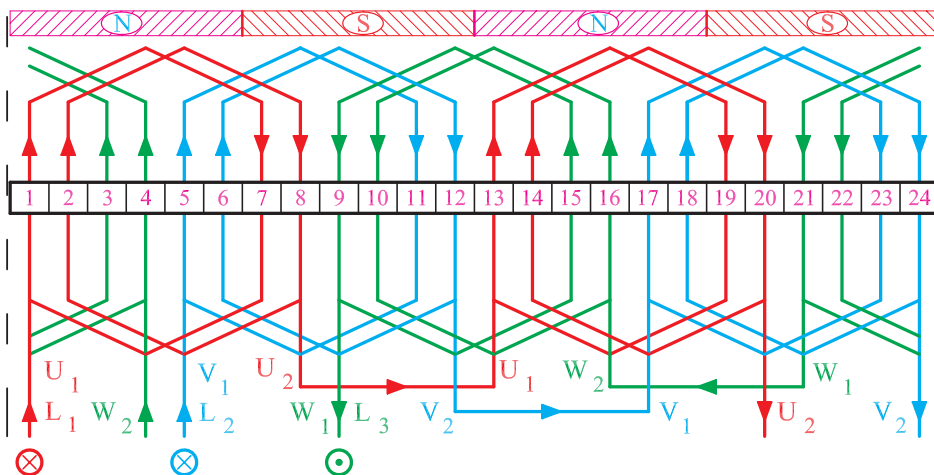 N S N S
1 2 3 4 5 6 7 8 9 10 11 12 13 14 15 16 17 18 19 20 21 22 23 24
U1 V1 U2 U1 W2 W1
L1 W2 L2 W1 L3 V2 V1 U2 V2